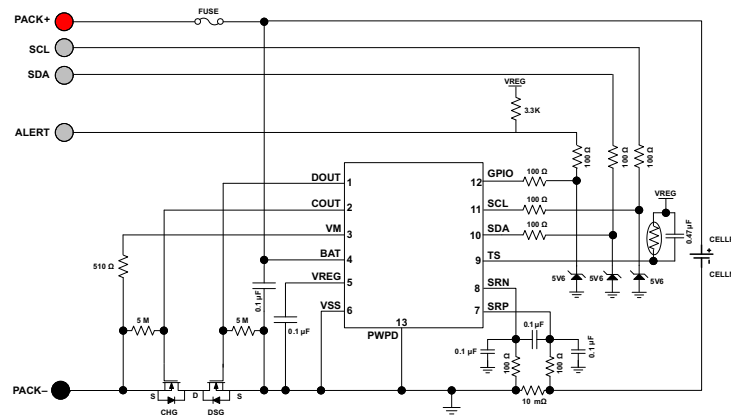 PACK+
FUSE
SCL
SDA
VREG
3.3K
ALERT
100 Ω
100 Ω
100 Ω
DOUT
1
12
GPIO
100 Ω
COUT
2
11
SCL
100 Ω
VREG
VM
3
10
SDA
100 Ω
0.47µF
BAT
4
9
TS
510 Ω
0.1 µF
VREG
5
8
SRN
5V6
5V6
5V6
CELL
CELL
VSS
6
7
SRP
5 M
5 M
0.1 µF
13
PWPD
0.1 µF
0.1 µF
0.1 µF
100 Ω
100 Ω
PACK–
S
D
S
10 mΩ
CHG
DSG